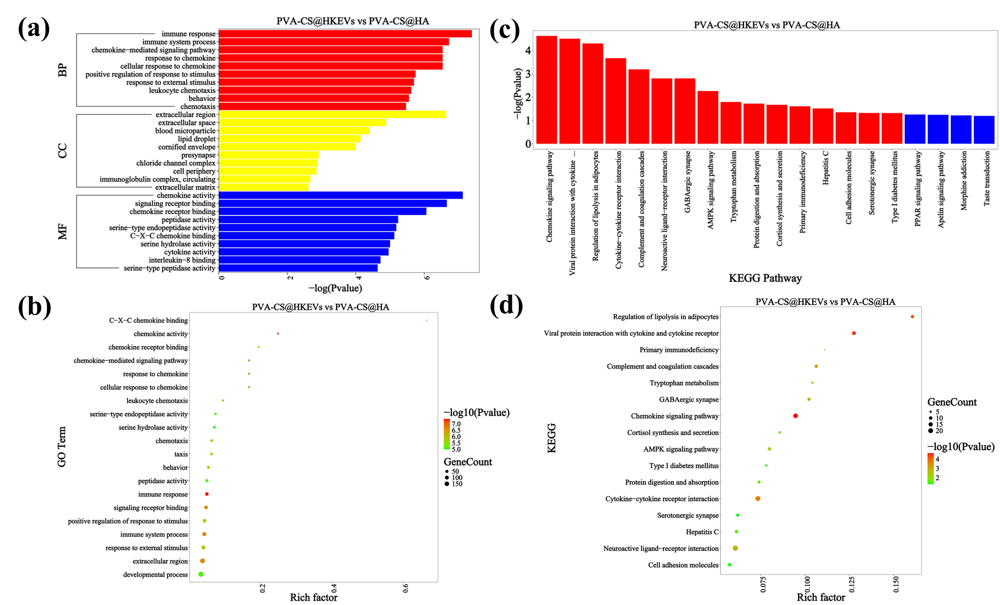 (a)
PVA-CS@HKEVs vs PVA-CS@HA
BP
immune response
immune system process
chemokine−mediated signaling pathway
response to chemokine
cellular response to chemokine
positive regulation of response to stimulus
response to external stimulus
leukocyte chemotaxis
behavior
chemotaxis
CC
extracellular region
extracellular space
blood microparticle
lipid droplet
cornified envelope
presynapse
chloride channel complex
cell periphery
immunoglobulin complex, circulating
extracellular matrix
MF
chemokine activity
signaling receptor binding
chemokine receptor binding
peptidase activity
serine−type endopeptidase activity
C−X−C chemokine binding
serine hydrolase activity
cytokine activity
interleukin−8 binding
serine−type peptidase activity
0 2 4 6
−log(Pvalue)
(c)
PVA-CS@HKEVs vs PVA-CS@HA
−log(Pvalue)
4
3
2
1
0
Chemokine signaling pathway
Viral protein interaction with cytokine ...
Regulation of lipolysis in adipocytes
Cytokine−cytokine receptor interaction
Complement and coagulation cascades
Neuroactive ligand−receptor interaction
GABAergic synapse
AMPK signaling pathway
Tryptophan metabolism
Protein digestion and absorption
Cortisol synthesis and secretion
Primary immunodeficiency
Hepatitis C
Cell adhesion molecules
Serotonergic synapse
Type I diabetes mellitus
PPAR signaling pathway
Apelin signaling pathway
Morphine addiction
Taste transduction
KEGG Pathway
(b)
PVA-CS@HKEVs vs PVA-CS@HA
GO Term
C−X−C chemokine binding
chemokine activity
chemokine receptor binding
chemokine−mediated signaling pathway
response to chemokine
cellular response to chemokine
leukocyte chemotaxis
serine−type endopeptidase activity
serine hydrolase activity
chemotaxis
taxis
behavior
peptidase activity
immune response
signaling receptor binding
positive regulation of response to stimulus
immune system process
response to external stimulus
extracellular region
developmental process
0.2 0.4 0.6
Rich factor
−log10(Pvalue)
7.0
6.5
6.0
5.5
5.0
GeneCount
50
100
150
(d)
PVA-CS@HKEVs vs PVA-CS@HA
KEGG
Regulation of lipolysis in adipocytes
Viral protein interaction with cytokine and cytokine receptor
Primary immunodeficiency
Complement and coagulation cascades
Tryptophan metabolism
GABAergic synapse
Chemokine signaling pathway
Cortisol synthesis and secretion
AMPK signaling pathway
Type I diabetes mellitus
Protein digestion and absorption
Cytokine−cytokine receptor interaction
Serotonergic synapse
Hepatitis C
Neuroactive ligand−receptor interaction
Cell adhesion molecules
0.075 0.100 0.125 0.150
Rich factor
GeneCount
5
10
15
20
−log10(Pvalue)
4
3
2